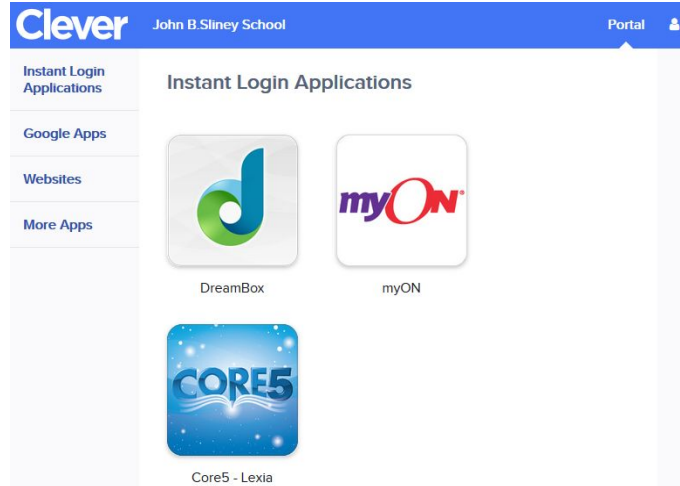 Clever
John B.Sliney School
Portal
Instant Login
Applications
Google Apps
Websites
More Apps
Instant Login Applications
d
myON
DreamBox
myON
CORE5
Core5 - Lexia